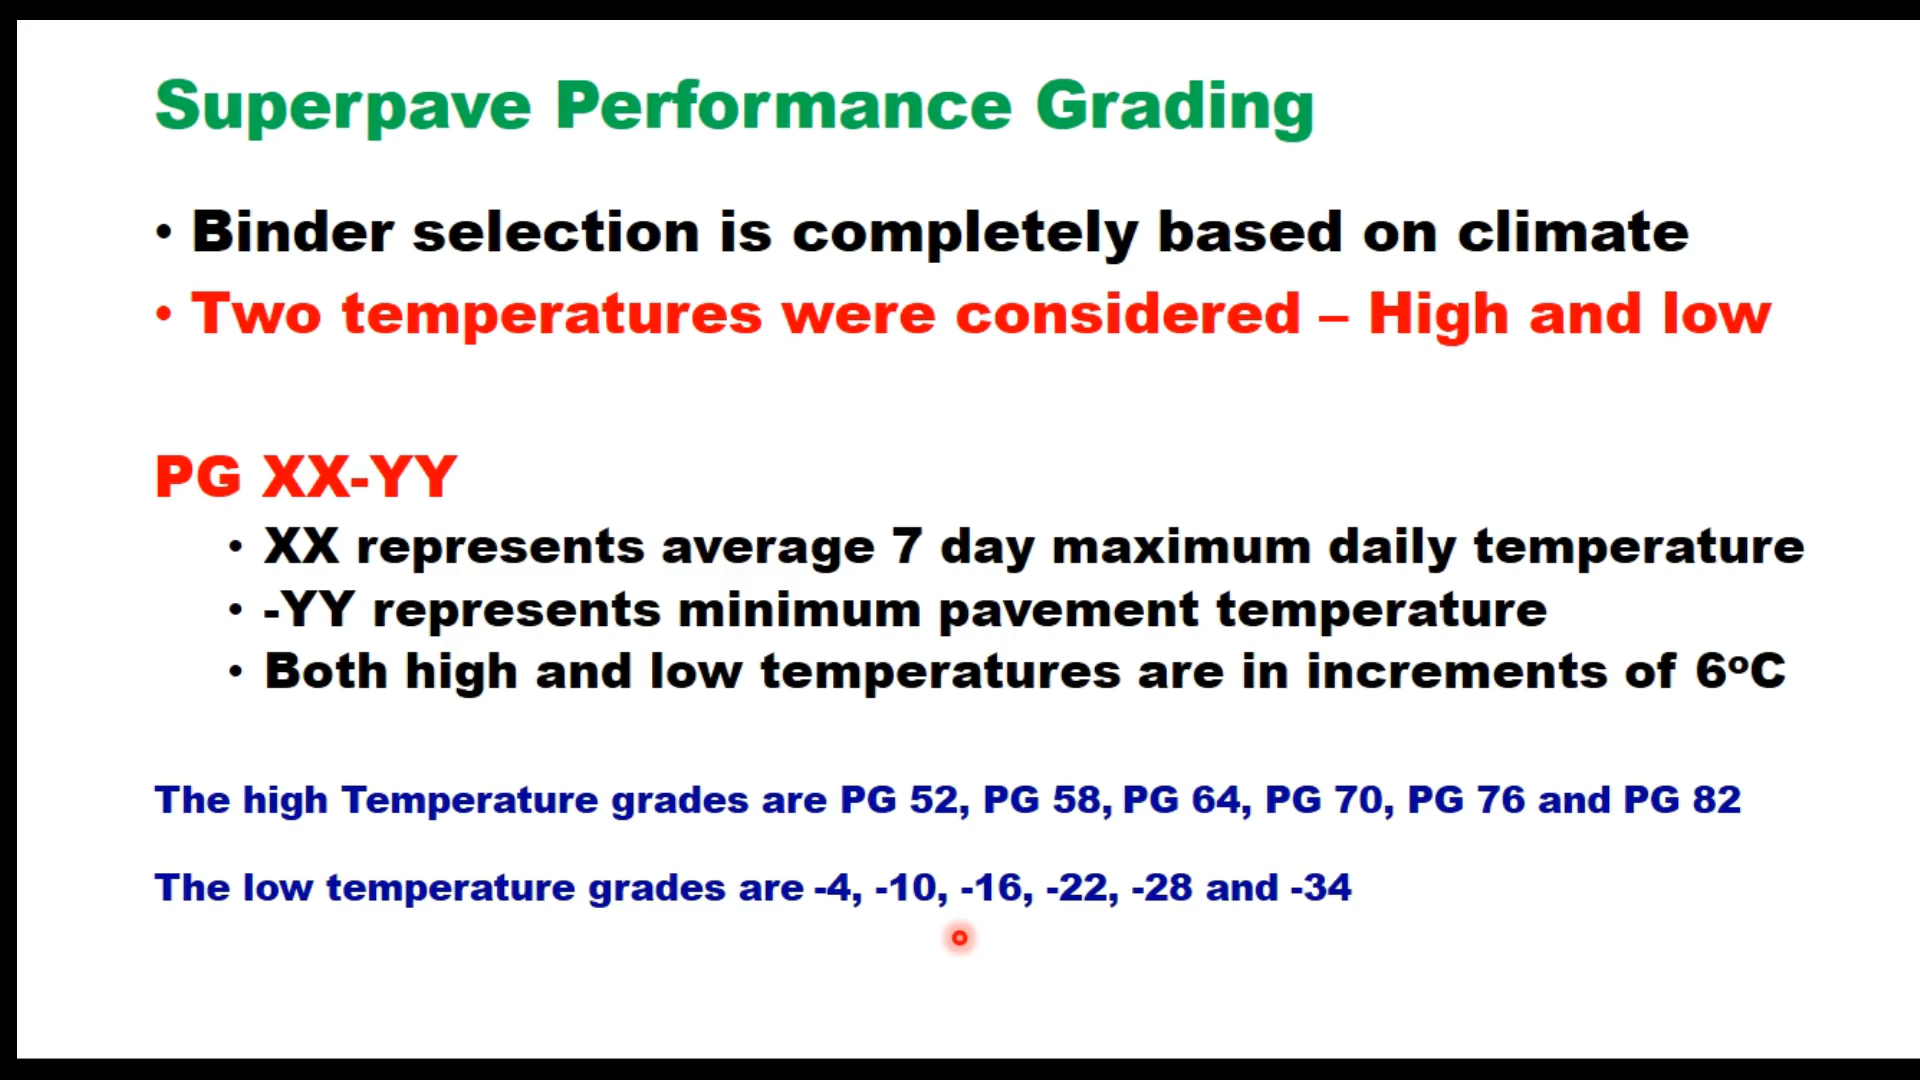 Superpave Performance Grading
• Binder selection is completely based on climate
• Two temperatures were considered – High and low
PG XX-YY
• XX represents average 7 day maximum daily temperature
• -YY represents minimum pavement temperature
• Both high and low temperatures are in increments of 6ºC
The high Temperature grades are PG 52, PG 58, PG 64, PG 70, PG 76 and PG 82
The low temperature grades are -4, -10, -16, -22, -28 and -34